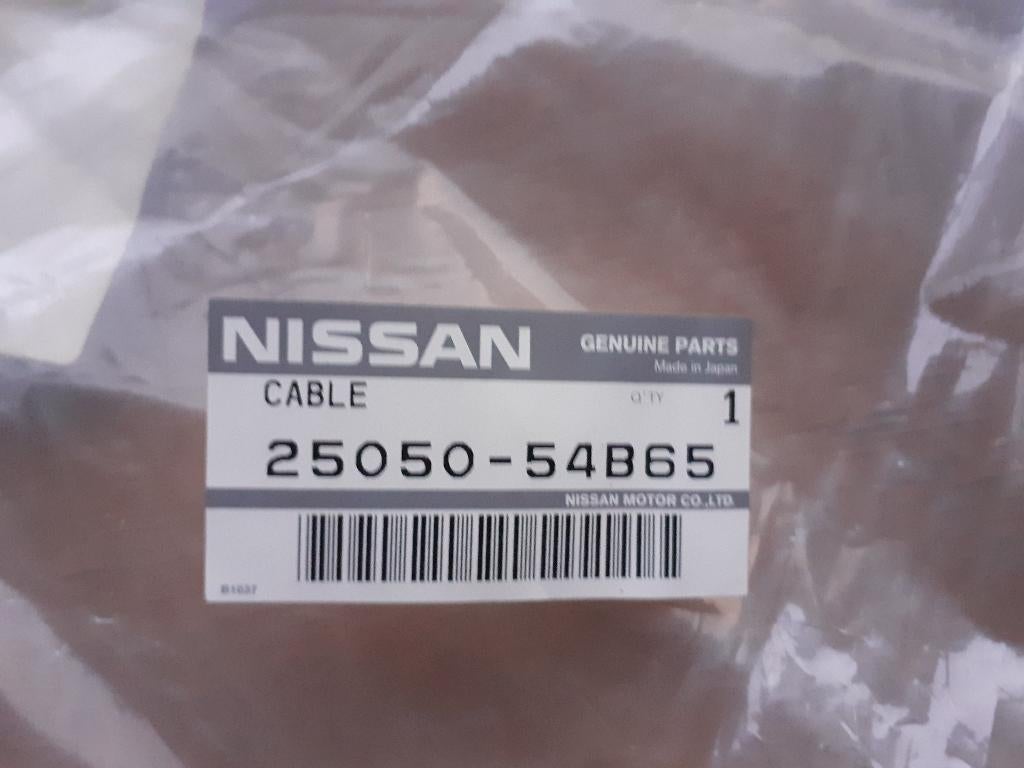 NISSAN GENUINE PARTS
Made in Japan
CABLE Q'TY 1
25050-54B65
NISSAN MOTOR CO.,LTD.
B1037